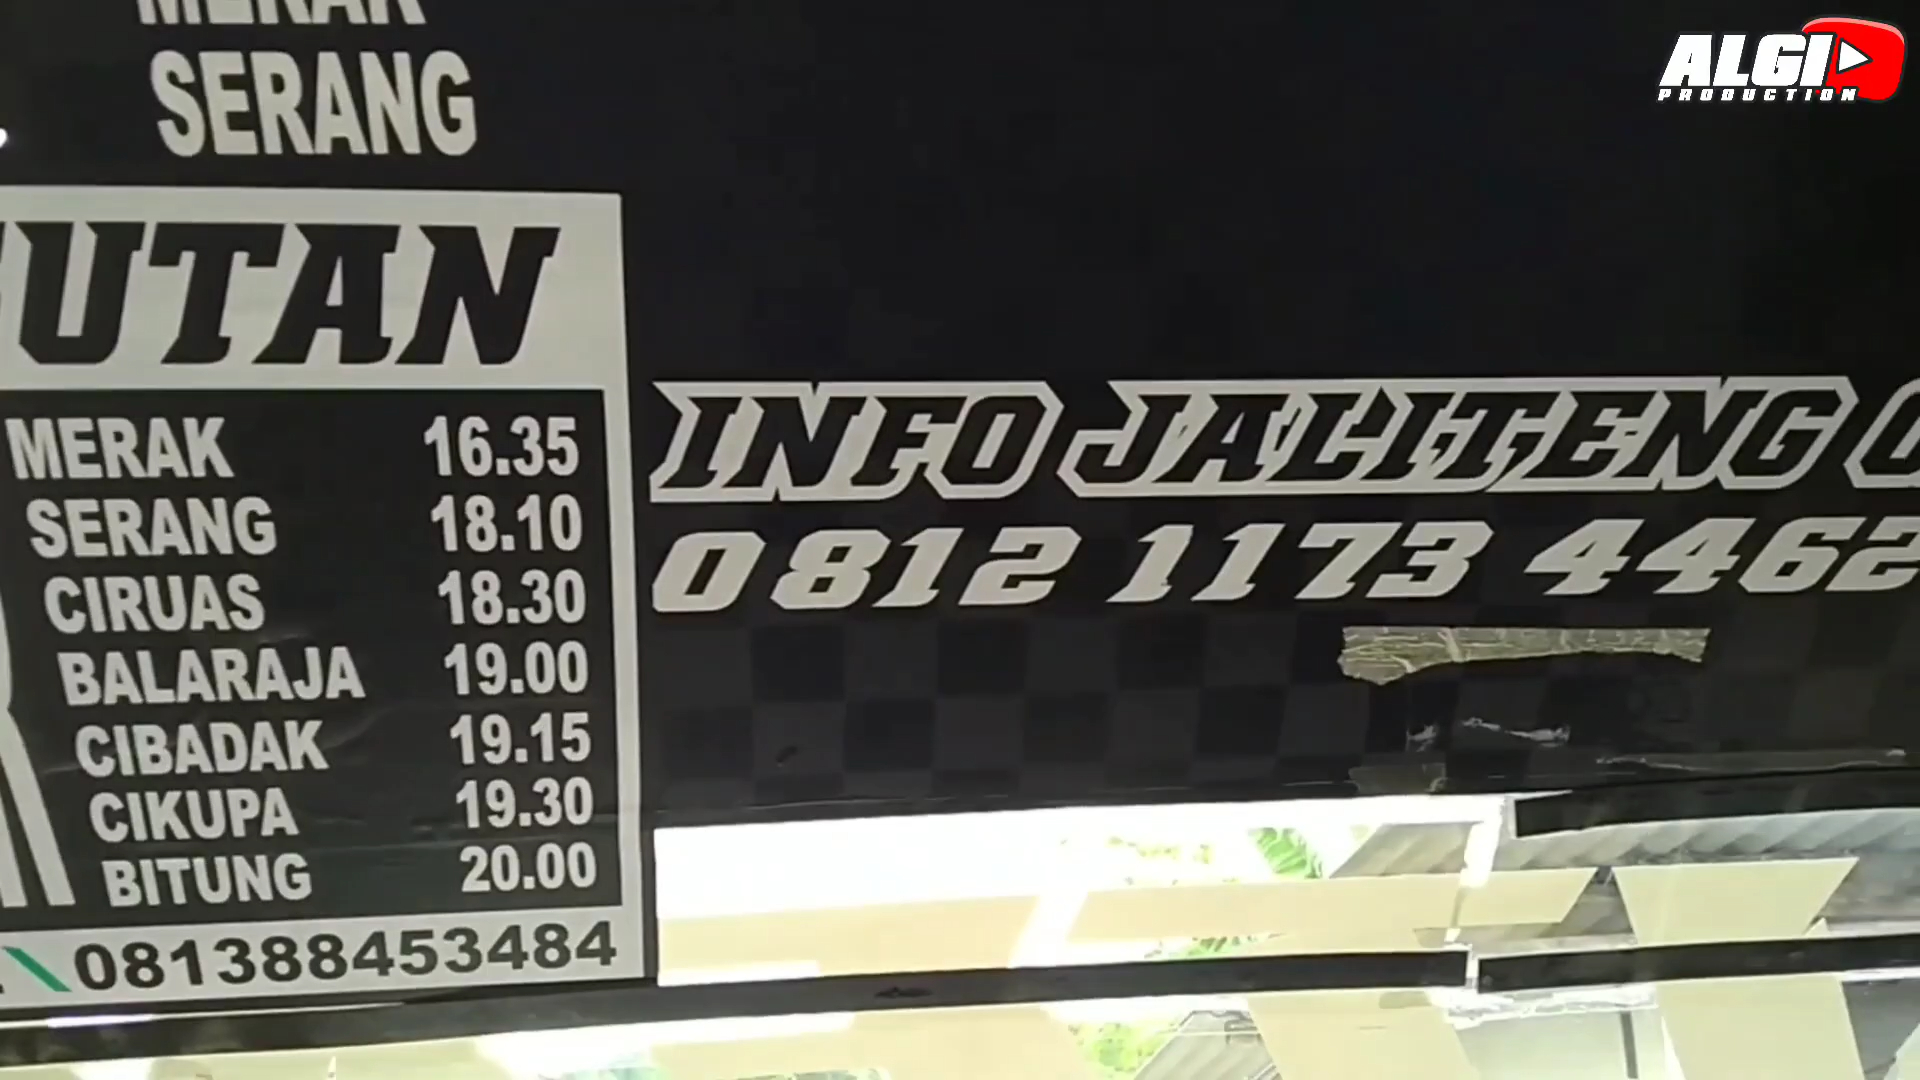 MERAK
SERANG
UTAN
MERAK 16.35
SERANG 18.10
CIRUAS 18.30
BALARAJA 19.00
CIBADAK 19.15
CIKUPA 19.30
BITUNG 20.00
081388453484
INFO JALITENG
0812 1173 4462
ALGI
PRODUCTION